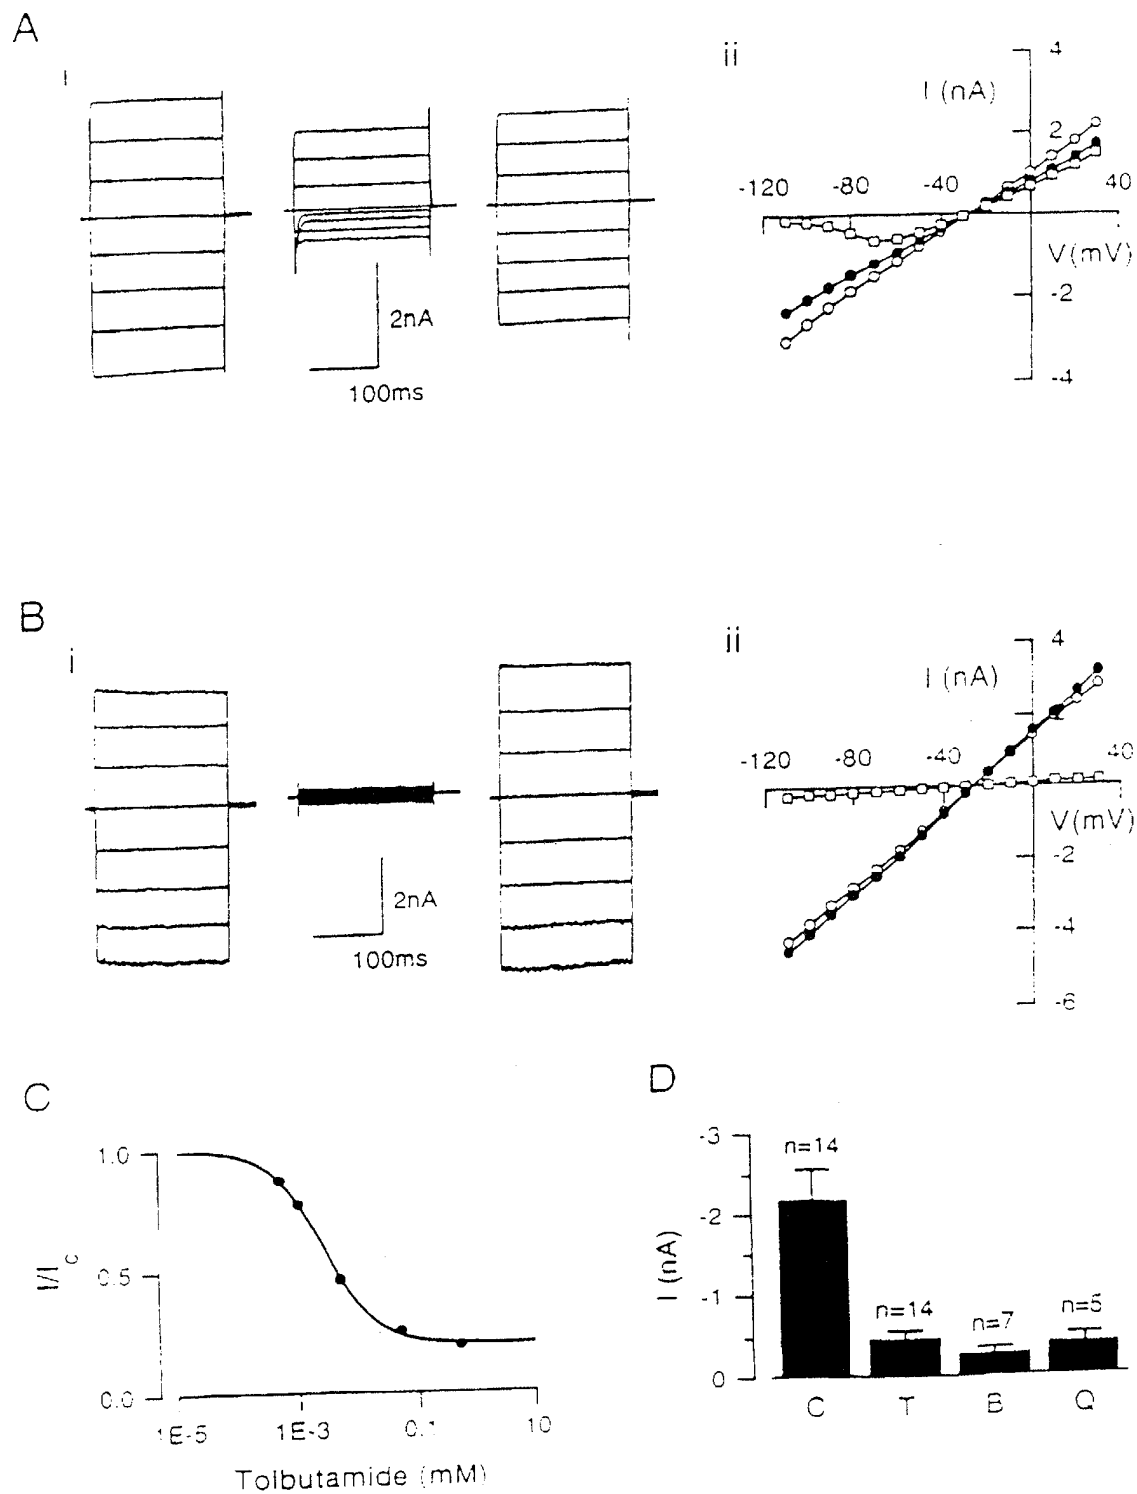 A
i
2nA
100ms
ii
I (nA)
4
2
-120 -80 -40 40
V(mV)
-2
-4
B
i
2nA
100ms
ii
4
I (nA)
-120 -80 -40 40
V(mV)
-2
-4
-6
C
1.0
I/Ic
0.5
0.0
1E-5 1E-3 0.1 10
Tolbutamide (mM)
D
-3
n=14
-2
I (nA)
-1
n=14 n=7 n=5
0
C T B Q